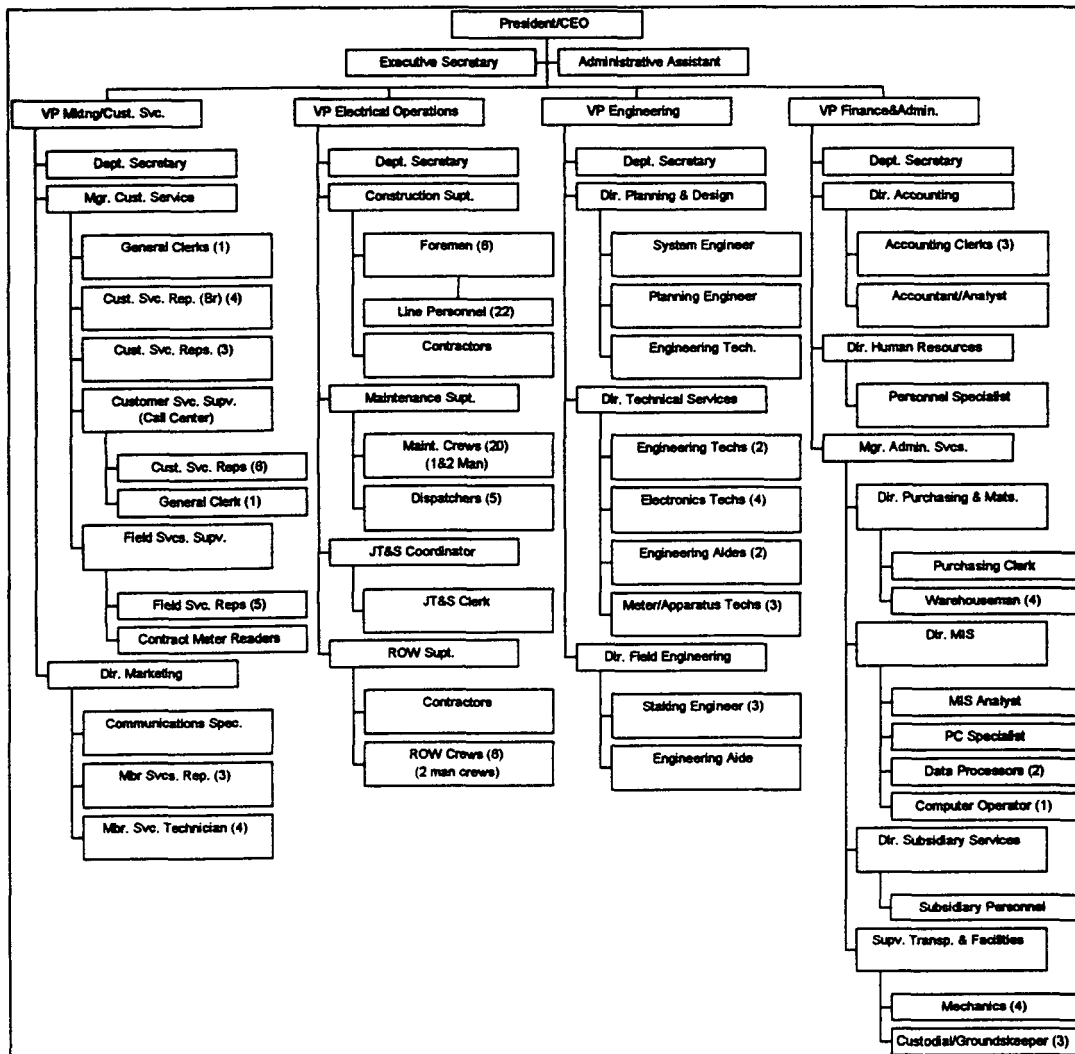 President/CEO
Executive Secretary
Administrative Assistant
VP Mktng/Cust. Svc.
Dept. Secretary
Mgr. Cust. Service
General Clerks (1)
Cust. Svc. Rep. (Br) (4)
Cust. Svc. Reps. (3)
Customer Svc. Supv.
(Call Center)
Cust. Svc. Reps (6)
General Clerk (1)
Field Svcs. Supv.
Field Svc. Reps (5)
Contract Meter Readers
Dir. Marketing
Communications Spec.
Mbr Svcs. Rep. (3)
Mbr. Svc. Technician (4)
VP Electrical Operations
Dept. Secretary
Construction Supt.
Foremen (6)
Line Personnel (22)
Contractors
Maintenance Supt.
Maint. Crews (20)
(1&2 Man)
Dispatchers (5)
JT&S Coordinator
JT&S Clerk
ROW Supt.
Contractors
ROW Crews (6)
(2 man crews)
VP Engineering
Dept. Secretary
Dir. Planning & Design
System Engineer
Planning Engineer
Engineering Tech.
Dir. Technical Services
Engineering Techs (2)
Electronics Techs (4)
Engineering Aides (2)
Meter/Apparatus Techs (3)
Dir. Field Engineering
Staking Engineer (3)
Engineering Aide
VP Finance&Admin.
Dept. Secretary
Dir. Accounting
Accounting Clerks (3)
Accountant/Analyst
Dir. Human Resources
Personnel Specialist
Mgr. Admin. Svcs.
Dir. Purchasing & Mats.
Purchasing Clerk
Warehouseman (4)
Dir. MIS
MIS Analyst
PC Specialist
Data Processors (2)
Computer Operator (1)
Dir. Subsidiary Services
Subsidiary Personnel
Supv. Transp. & Facilities
Mechanics (4)
Custodial/Groundskeeper (3)